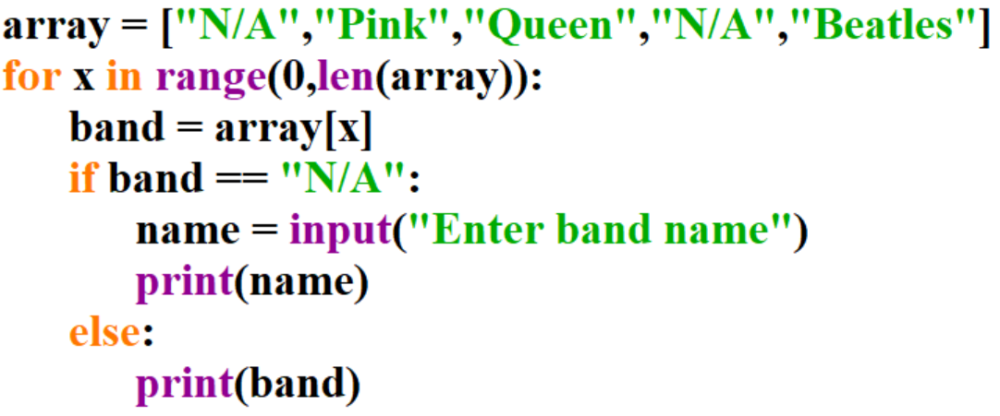 array = ["N/A","Pink","Queen","N/A","Beatles"]
for x in range(0,len(array)):
    band = array[x]
    if band == "N/A":
        name = input("Enter band name")
        print(name)
    else:
        print(band)